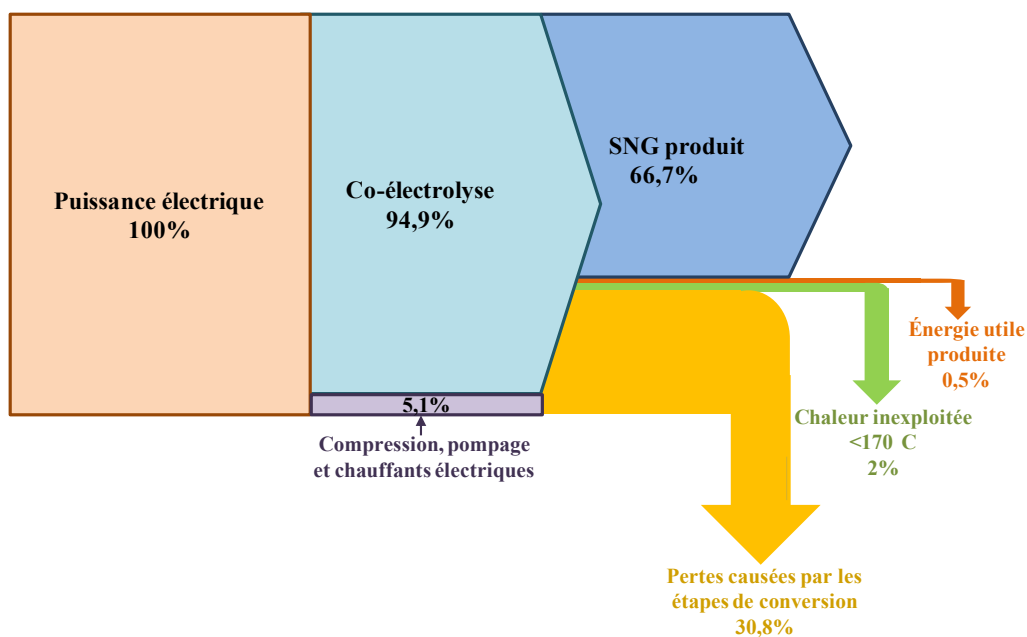 Puissance électrique
100%
Co-électrolyse
94,9%
SNG produit
66,7%
5,1%
Compression, pompage
et chauffants électriques
Énergie utile
produite
0,5%
Chaleur inexploitée
<170 C
2%
Pertes causées par les
étapes de conversion
30,8%